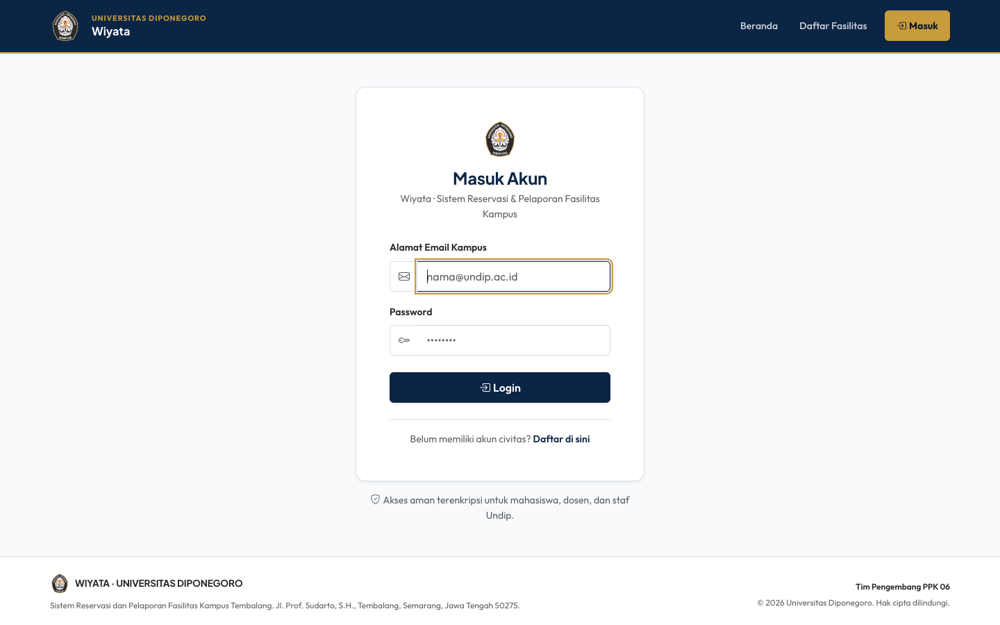 UNIVERSITAS DIPONEGORO
Wiyata
Beranda
Daftar Fasilitas
Masuk
Masuk Akun
Wiyata · Sistem Reservasi & Pelaporan Fasilitas
Kampus
Alamat Email Kampus
nama@undip.ac.id
Password
••••••••
Login
Belum memiliki akun civitas? Daftar di sini
Akses aman terenkripsi untuk mahasiswa, dosen, dan staf
Undip.
WIYATA · UNIVERSITAS DIPONEGORO
Sistem Reservasi dan Pelaporan Fasilitas Kampus Tembalang. Jl. Prof. Sudarto, S.H., Tembalang, Semarang, Jawa Tengah 50275.
Tim Pengembang PPK 06
© 2026 Universitas Diponegoro. Hak cipta dilindungi.